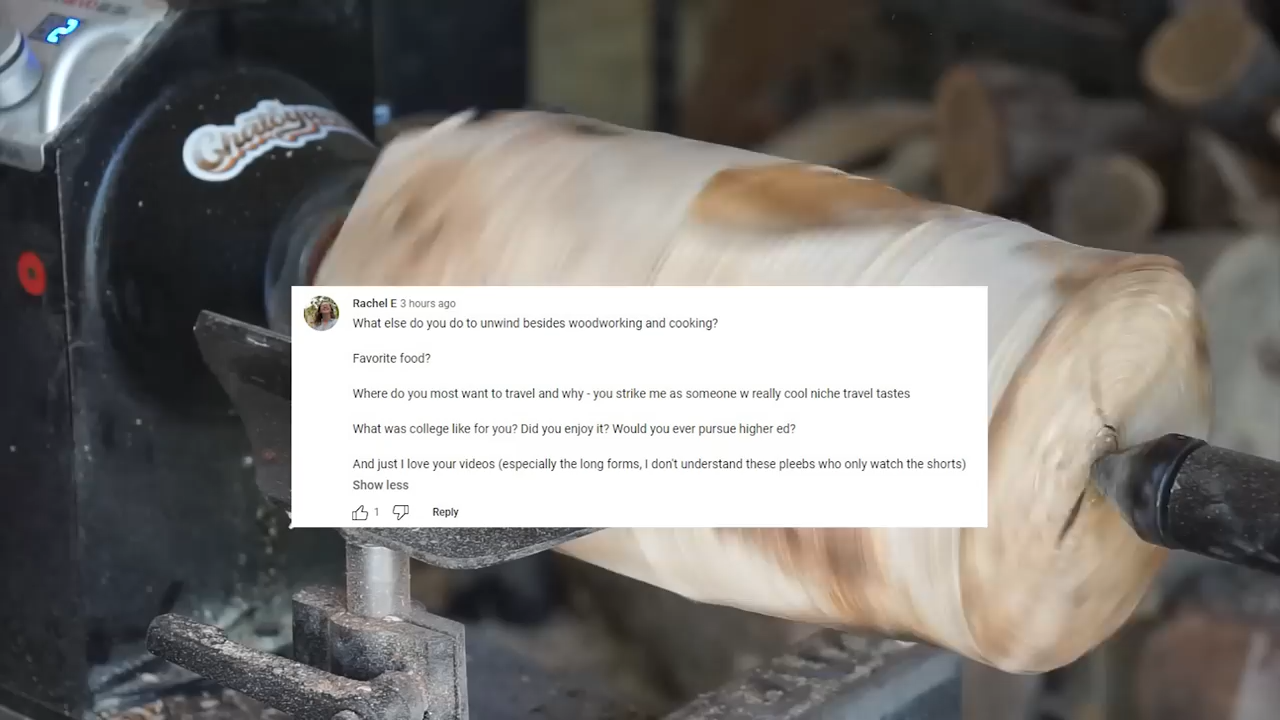 Rachel E 3 hours ago
What else do you do to unwind besides woodworking and cooking?
Favorite food?
Where do you most want to travel and why - you strike me as someone w really cool niche travel tastes
What was college like for you? Did you enjoy it? Would you ever pursue higher ed?
And just I love your videos (especially the long forms, I don't understand these pleebs who only watch the shorts)
Show less
1 Reply